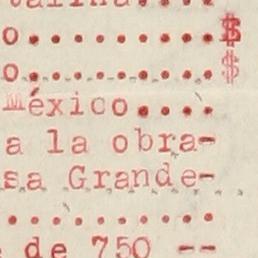 o.......... $
o.......... $
México....
a la obra-
sa Grande-
..........
de 750 --